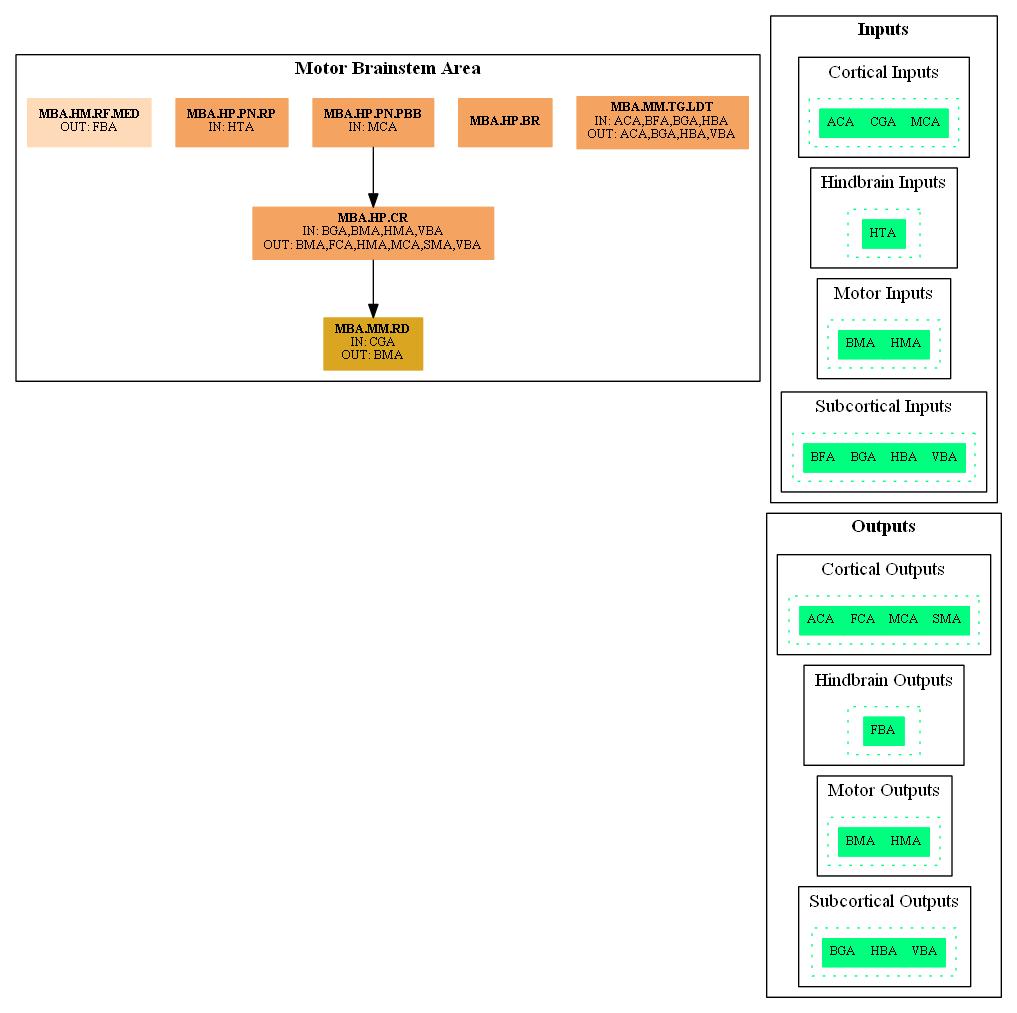 Motor Brainstem Area
MBA.HM.RF.MED
OUT: FBA
MBA.HP.PN.RP
IN: HTA
MBA.HP.PN.PBB
IN: MCA
MBA.HP.BR
MBA.MM.TG.LDT
IN: ACA,BFA,BGA,HBA
OUT: ACA,BGA,HBA,VBA
MBA.HP.CR
IN: BGA,BMA,HMA,VBA
OUT: BMA,FCA,HMA,MCA,SMA,VBA
MBA.MM.RD
IN: CGA
OUT: BMA
Inputs
Cortical Inputs
ACA CGA MCA
Hindbrain Inputs
HTA
Motor Inputs
BMA HMA
Subcortical Inputs
BFA BGA HBA VBA
Outputs
Cortical Outputs
ACA FCA MCA SMA
Hindbrain Outputs
FBA
Motor Outputs
BMA HMA
Subcortical Outputs
BGA HBA VBA